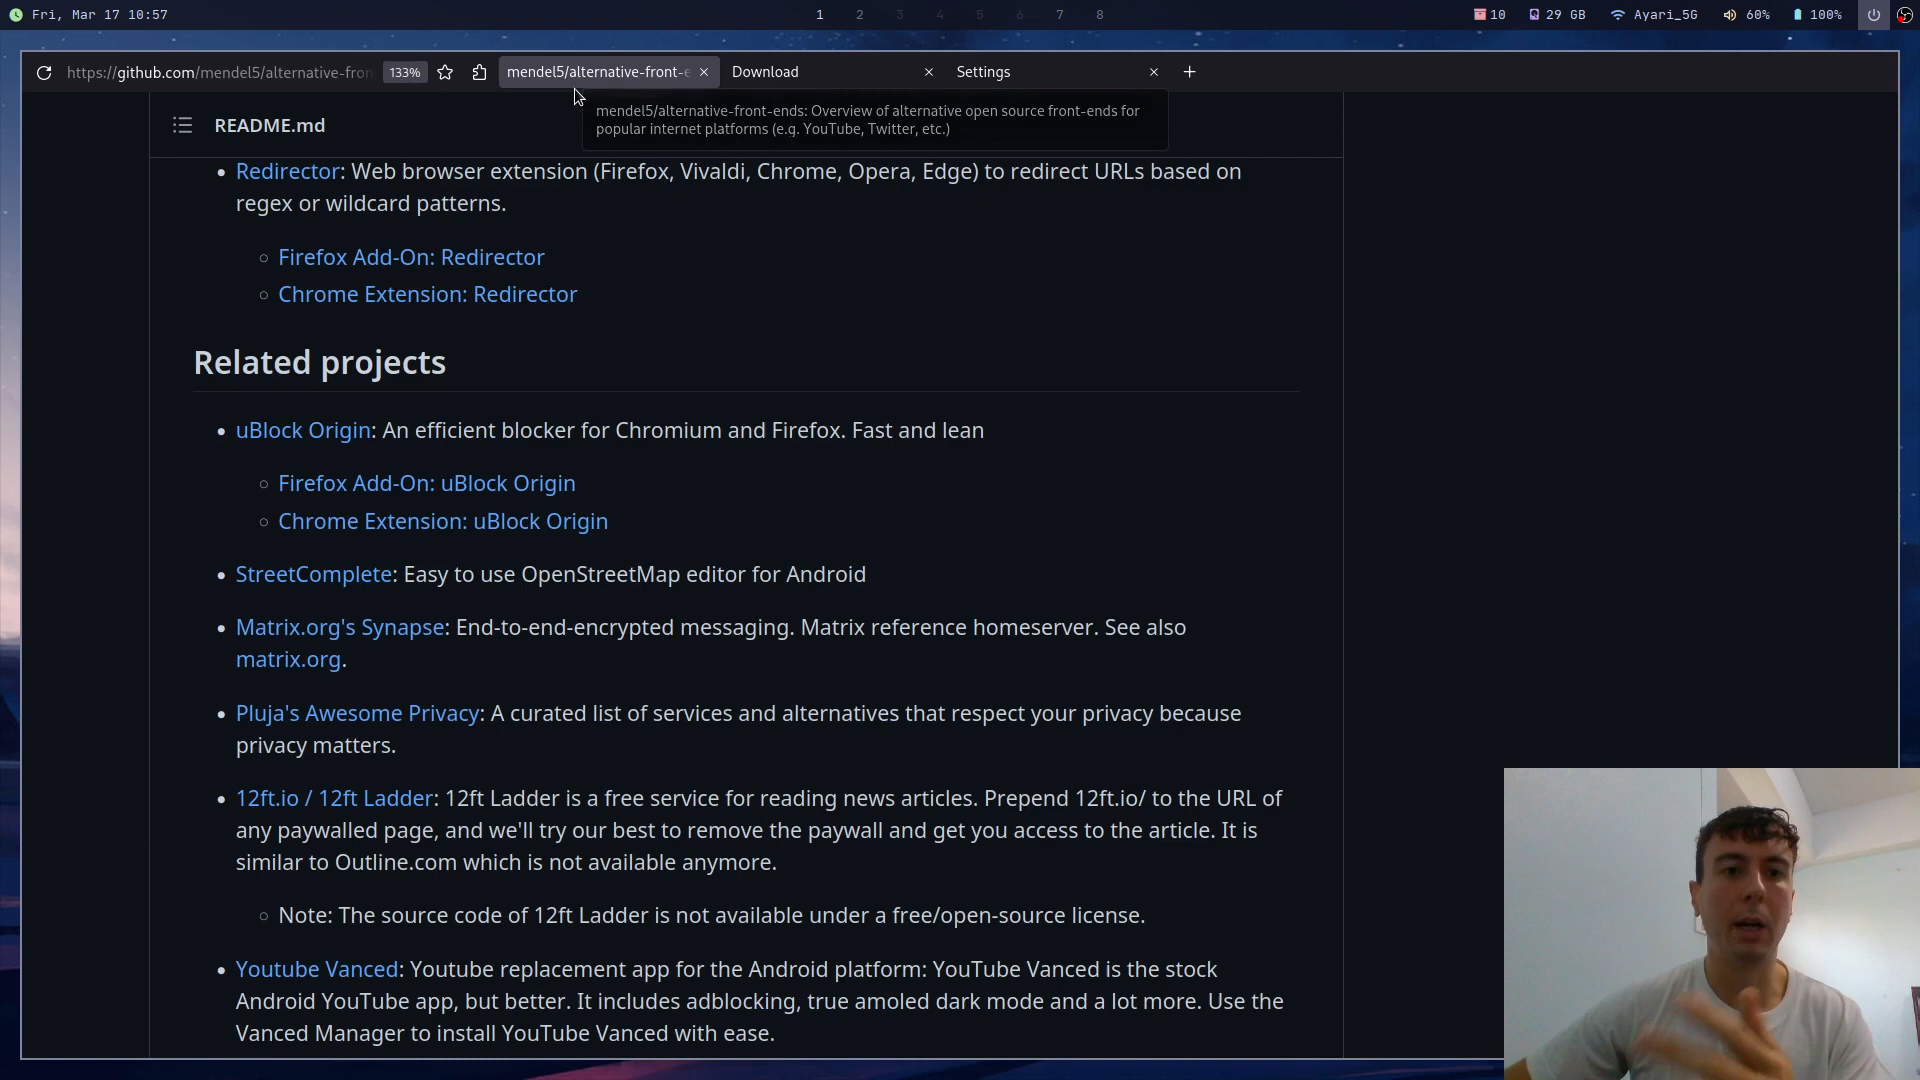 Fri, Mar 17 10:57
1 2 3 4 5 6 7 8
10 29 GB Ayari_5G 60% 100%
https://github.com/mendel5/alternative-fron 133% mendel5/alternative-front-e Download Settings
mendel5/alternative-front-ends: Overview of alternative open source front-ends for
popular internet platforms (e.g. YouTube, Twitter, etc.)
README.md
Redirector: Web browser extension (Firefox, Vivaldi, Chrome, Opera, Edge) to redirect URLs based on
regex or wildcard patterns.
Firefox Add-On: Redirector
Chrome Extension: Redirector
Related projects
uBlock Origin: An efficient blocker for Chromium and Firefox. Fast and lean
Firefox Add-On: uBlock Origin
Chrome Extension: uBlock Origin
StreetComplete: Easy to use OpenStreetMap editor for Android
Matrix.org's Synapse: End-to-end-encrypted messaging. Matrix reference homeserver. See also
matrix.org.
Pluja's Awesome Privacy: A curated list of services and alternatives that respect your privacy because
privacy matters.
12ft.io / 12ft Ladder: 12ft Ladder is a free service for reading news articles. Prepend 12ft.io/ to the URL of
any paywalled page, and we'll try our best to remove the paywall and get you access to the article. It is
similar to Outline.com which is not available anymore.
Note: The source code of 12ft Ladder is not available under a free/open-source license.
Youtube Vanced: Youtube replacement app for the Android platform: YouTube Vanced is the stock
Android YouTube app, but better. It includes adblocking, true amoled dark mode and a lot more. Use the
Vanced Manager to install YouTube Vanced with ease.